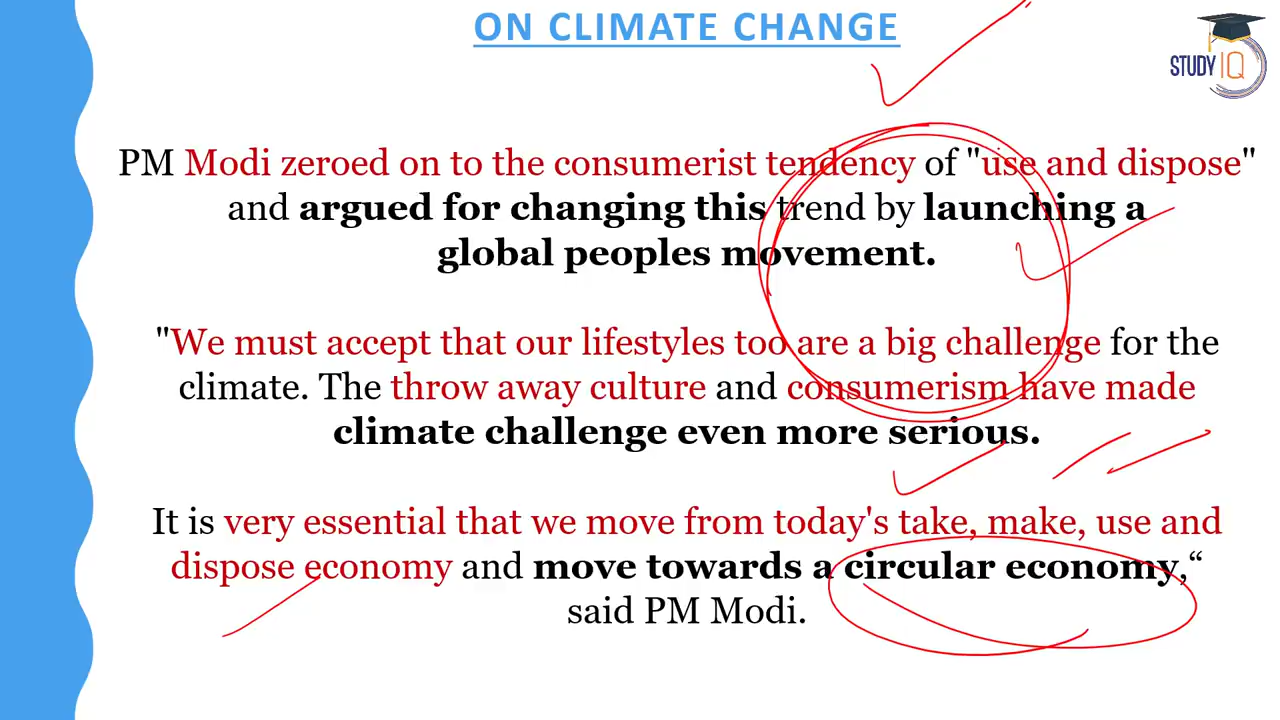 ON CLIMATE CHANGE
STUDY IQ
PM Modi zeroed on to the consumerist tendency of "use and dispose"
and argued for changing this trend by launching a
global peoples movement.
"We must accept that our lifestyles too are a big challenge for the
climate. The throw away culture and consumerism have made
climate challenge even more serious.
It is very essential that we move from today's take, make, use and
dispose economy and move towards a circular economy,“
said PM Modi.